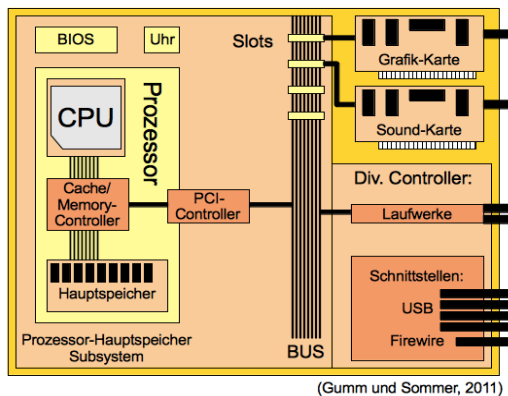 BIOS
Uhr
Slots
Grafik-Karte
Prozessor
CPU
Sound-Karte
Cache/
Memory-
Controller
PCI-
Controller
Div. Controller:
Laufwerke
Hauptspeicher
Schnittstellen:
USB
Firewire
Prozessor-Hauptspeicher
Subsystem
BUS
(Gumm und Sommer, 2011)